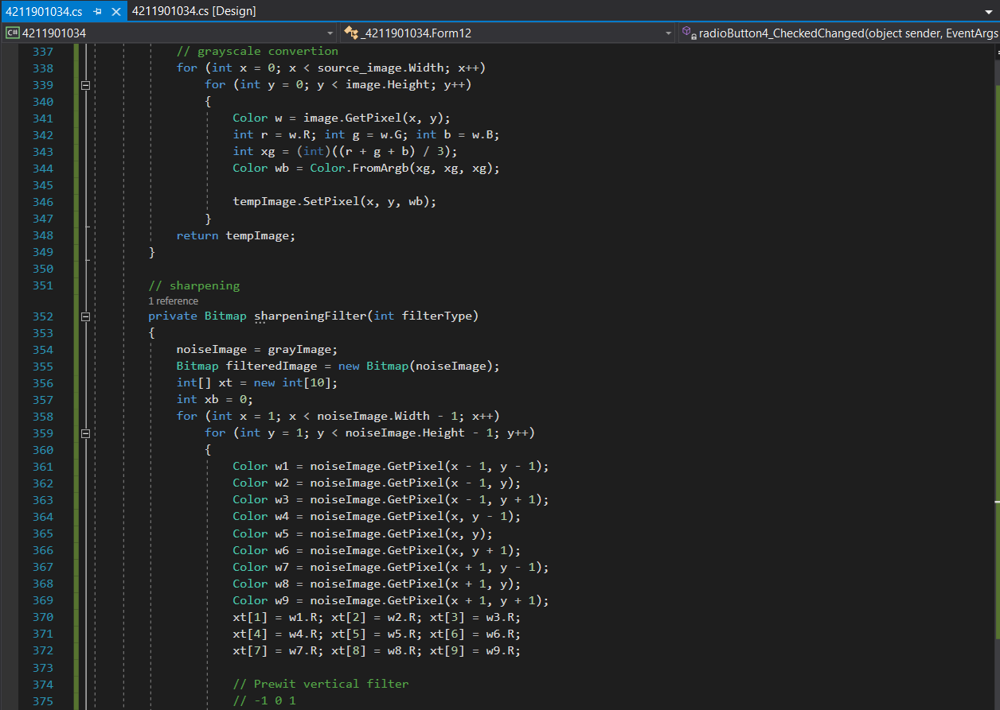 4211901034.cs 4211901034.cs [Design]
C# 4211901034 _4211901034.Form12 radioButton4_CheckedChanged(object sender, EventArgs
337 // grayscale convertion
338 for (int x = 0; x < source_image.Width; x++)
339 for (int y = 0; y < image.Height; y++)
340 {
341 Color w = image.GetPixel(x, y);
342 int r = w.R; int g = w.G; int b = w.B;
343 int xg = (int)((r + g + b) / 3);
344 Color wb = Color.FromArgb(xg, xg, xg);
345
346 tempImage.SetPixel(x, y, wb);
347 }
348 return tempImage;
349 }
350
351 // sharpening
1 reference
352 private Bitmap sharpeningFilter(int filterType)
353 {
354 noiseImage = grayImage;
355 Bitmap filteredImage = new Bitmap(noiseImage);
356 int[] xt = new int[10];
357 int xb = 0;
358 for (int x = 1; x < noiseImage.Width - 1; x++)
359 for (int y = 1; y < noiseImage.Height - 1; y++)
360 {
361 Color w1 = noiseImage.GetPixel(x - 1, y - 1);
362 Color w2 = noiseImage.GetPixel(x - 1, y);
363 Color w3 = noiseImage.GetPixel(x - 1, y + 1);
364 Color w4 = noiseImage.GetPixel(x, y - 1);
365 Color w5 = noiseImage.GetPixel(x, y);
366 Color w6 = noiseImage.GetPixel(x, y + 1);
367 Color w7 = noiseImage.GetPixel(x + 1, y - 1);
368 Color w8 = noiseImage.GetPixel(x + 1, y);
369 Color w9 = noiseImage.GetPixel(x + 1, y + 1);
370 xt[1] = w1.R; xt[2] = w2.R; xt[3] = w3.R;
371 xt[4] = w4.R; xt[5] = w5.R; xt[6] = w6.R;
372 xt[7] = w7.R; xt[8] = w8.R; xt[9] = w9.R;
373
374 // Prewit vertical filter
375 // -1 0 1